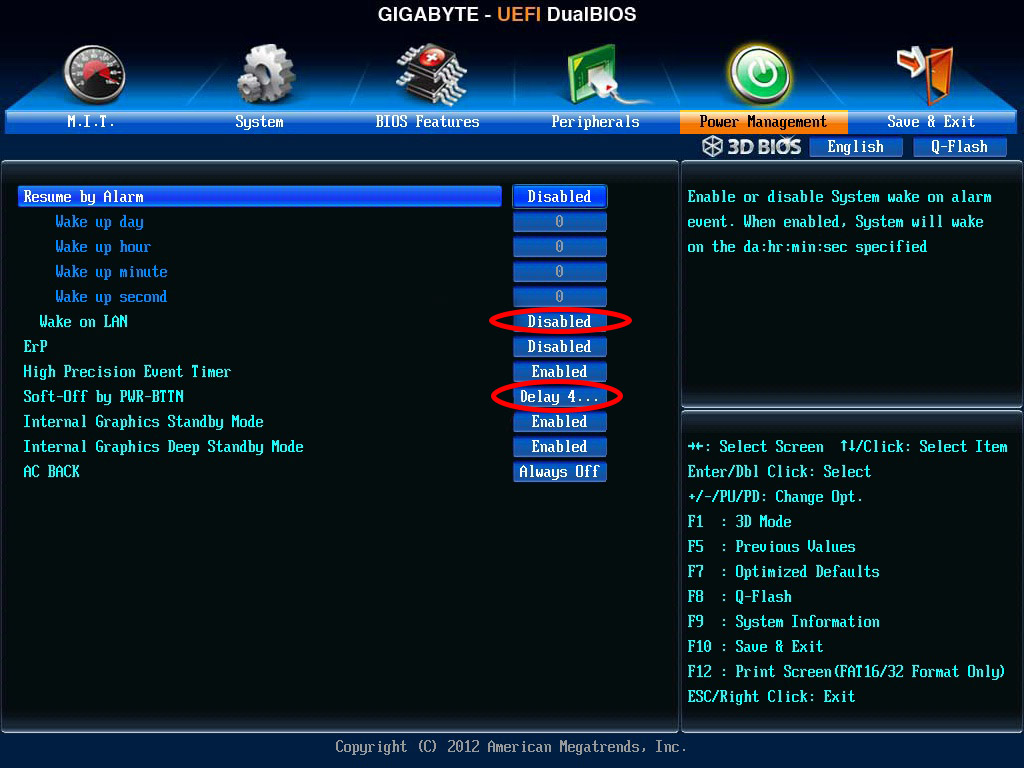 GIGABYTE - UEFI DualBIOS
M.I.T. System BIOS Features Peripherals Power Management Save & Exit
3D BIOS English Q-Flash
Resume by Alarm Disabled
Wake up day 0
Wake up hour 0
Wake up minute 0
Wake up second 0
Wake on LAN Disabled
ErP Disabled
High Precision Event Timer Enabled
Soft-Off by PWR-BTTN Delay 4...
Internal Graphics Standby Mode Enabled
Internal Graphics Deep Standby Mode Enabled
AC BACK Always Off
Enable or disable System wake on alarm
event. When enabled, System will wake
on the da:hr:min:sec specified
→←: Select Screen ↑↓/Click: Select Item
Enter/Dbl Click: Select
+/-/PU/PD: Change Opt.
F1 : 3D Mode
F5 : Previous Values
F7 : Optimized Defaults
F8 : Q-Flash
F9 : System Information
F10 : Save & Exit
F12 : Print Screen(FAT16/32 Format Only)
ESC/Right Click: Exit
Copyright (C) 2012 American Megatrends, Inc.